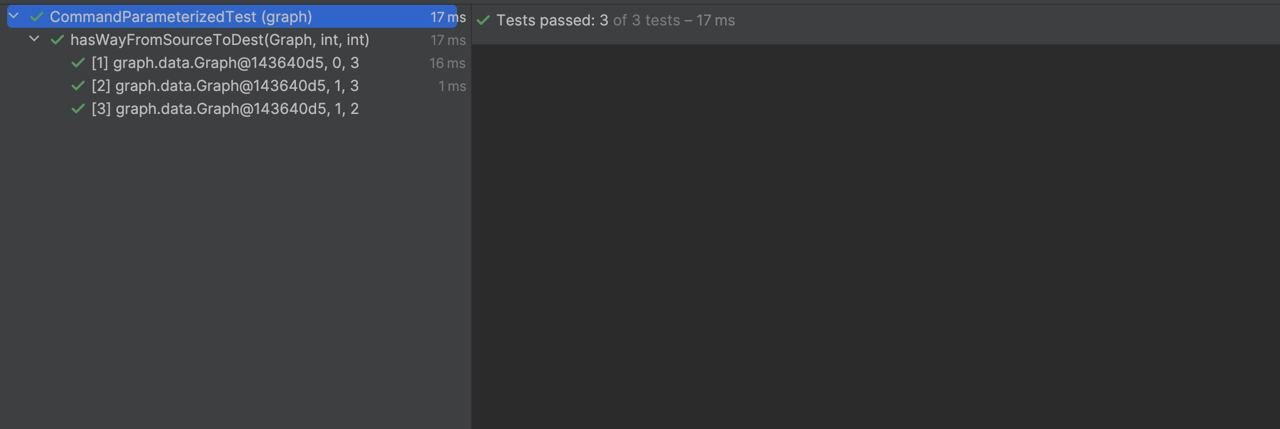 CommandParameterizedTest (graph) 17 ms
hasWayFromSourceToDest(Graph, int, int) 17 ms
[1] graph.data.Graph@143640d5, 0, 3 16 ms
[2] graph.data.Graph@143640d5, 1, 3 1 ms
[3] graph.data.Graph@143640d5, 1, 2
Tests passed: 3 of 3 tests – 17 ms